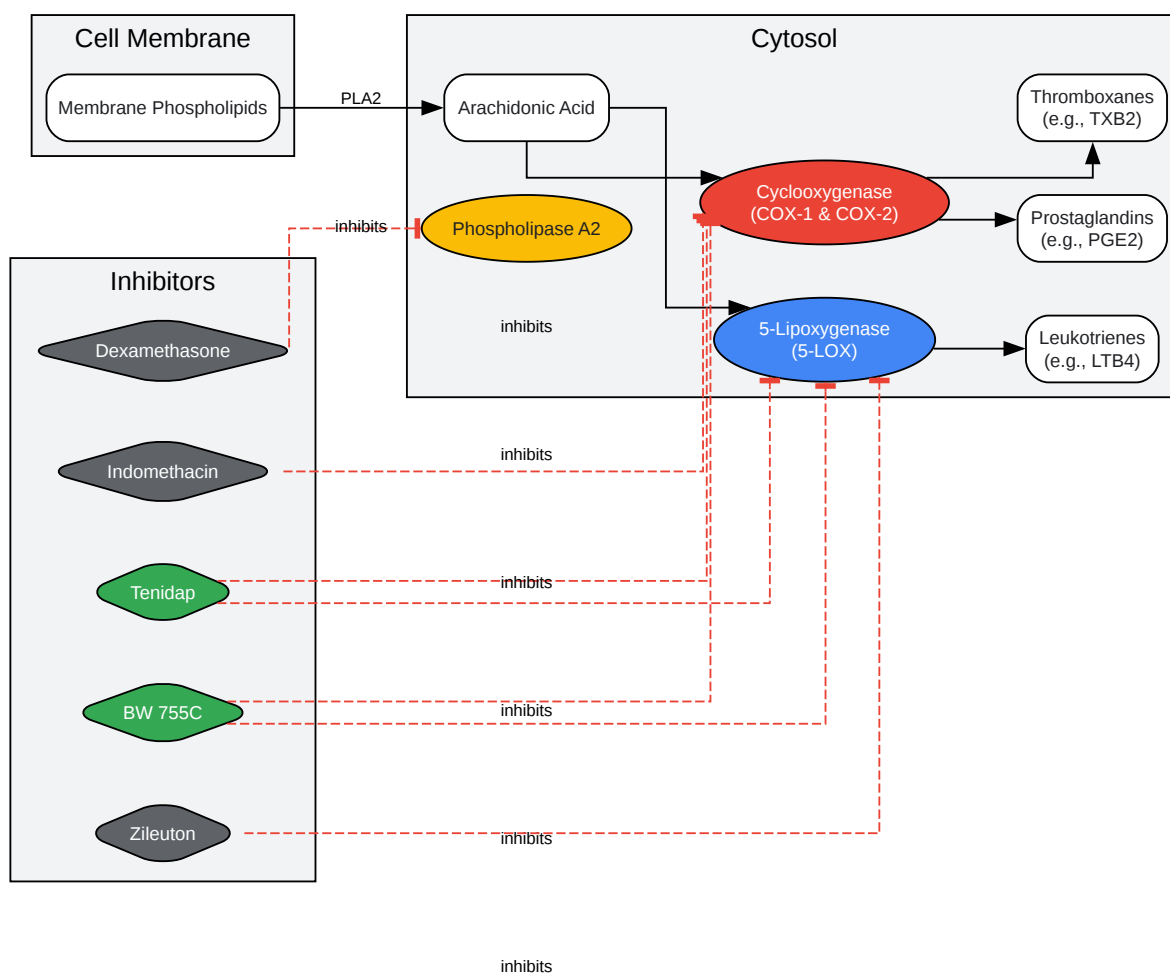 Cell Membrane
Cytosol
Membrane Phospholipids
PLA2
Arachidonic Acid
Thromboxanes
(e.g., TXB2)
Cyclooxygenase
(COX-1 & COX-2)
Prostaglandins
(e.g., PGE2)
inhibits
Phospholipase A2
Inhibitors
inhibits
5-Lipoxygenase
(5-LOX)
Leukotrienes
(e.g., LTB4)
Dexamethasone
inhibits
Indomethacin
inhibits
Tenidap
inhibits
BW 755C
inhibits
Zileuton
inhibits